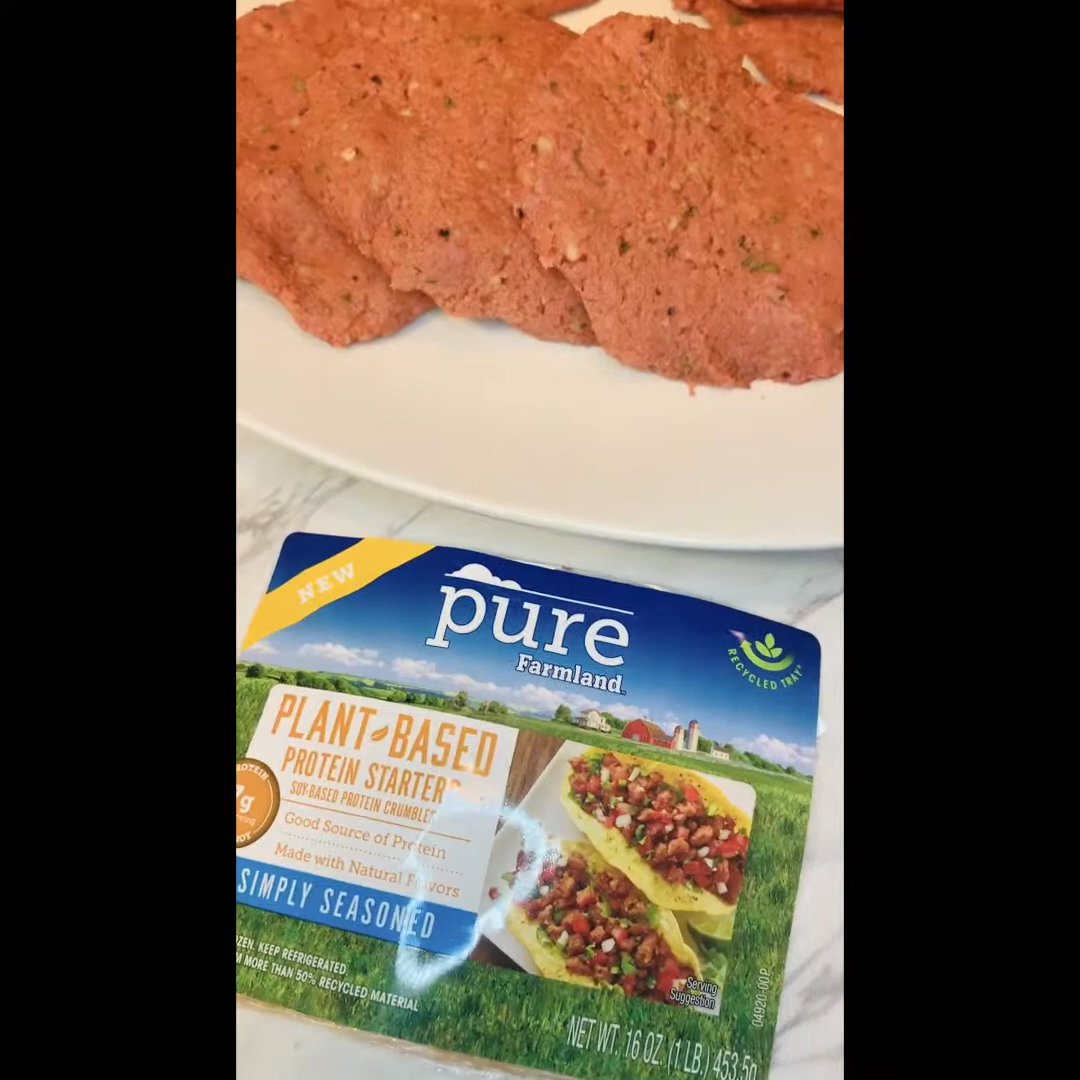 NEW
pure
Farmland
RECYCLED TRAY*
PLANT-BASED
PROTEIN STARTERS
SOY-BASED PROTEIN CRUMBLES
Good Source of Protein
Made with Natural Flavors
SIMPLY SEASONED
KEEP REFRIGERATED
MORE THAN 50% RECYCLED MATERIAL
Serving
Suggestion
04920-00P
NET WT. 16 OZ. (1 LB.) 453.5g